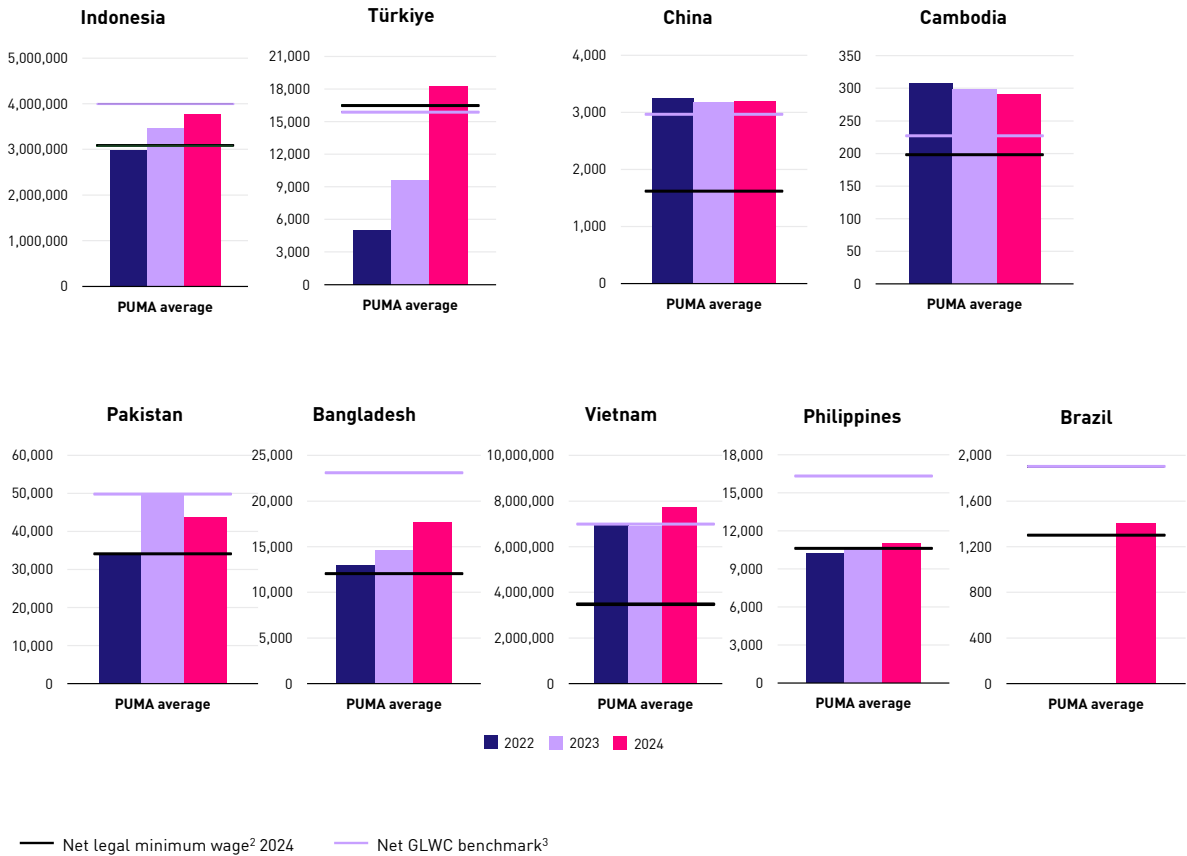 Indonesia
5,000,000
4,000,000
3,000,000
2,000,000
1,000,000
0
PUMA average
Türkiye
21,000
18,000
15,000
12,000
9,000
6,000
3,000
0
PUMA average
China
4,000
3,000
2,000
1,000
0
PUMA average
Cambodia
350
300
250
200
150
100
50
0
PUMA average
Pakistan
60,000
50,000
40,000
30,000
20,000
10,000
0
PUMA average
Bangladesh
25,000
20,000
15,000
10,000
5,000
0
PUMA average
Vietnam
10,000,000
8,000,000
6,000,000
4,000,000
2,000,000
0
PUMA average
Philippines
18,000
15,000
12,000
9,000
6,000
3,000
0
PUMA average
Brazil
2,000
1,600
1,200
800
400
0
PUMA average
2022 2023 2024
Net legal minimum wage² 2024 Net GLWC benchmark³